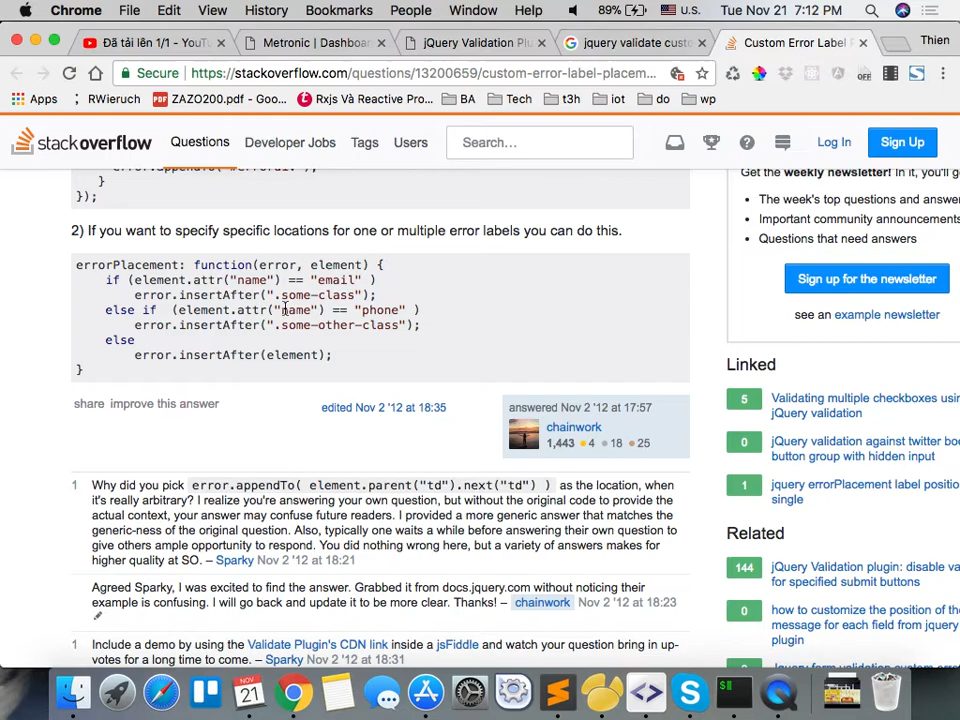 Chrome File Edit View History Bookmarks People Window Help 89% U.S. Tue Nov 21 7:12 PM
Đã tải lên 1/1 - YouT Metronic | Dashboar jQuery Validation Plu jquery validate custo Custom Error Label P Thien
Secure https://stackoverflow.com/questions/13200659/custom-error-label-placem... OFF
Apps RWieruch ZAZO200.pdf - Goo... Rxjs Và Reactive Pro... BA Tech t3h iot do wp
stackoverflow Questions Developer Jobs Tags Users Search... Log In Sign Up
}
});
2) If you want to specify specific locations for one or multiple error labels you can do this.
errorPlacement: function(error, element) {
if (element.attr("name") == "email" )
error.insertAfter(".some-class");
else if (element.attr("name") == "phone" )
error.insertAfter(".some-other-class");
else
error.insertAfter(element);
}
share improve this answer
edited Nov 2 '12 at 18:35
answered Nov 2 '12 at 17:57
chainwork
1,443 4 18 25
1 Why did you pick error.appendTo( element.parent("td").next("td") ) as the location, when
it's really arbitrary? I realize you're answering your own question, but without the original code to provide the
actual context, your answer may confuse future readers. I provided a more generic answer that matches the
generic-ness of the original question. Also, typically one waits a while before answering their own question to
give others ample opportunity to respond. You did nothing wrong here, but a variety of answers makes for
higher quality at SO. – Sparky Nov 2 '12 at 18:21
Agreed Sparky, I was excited to find the answer. Grabbed it from docs.jquery.com without noticing their
example is confusing. I will go back and update it to be more clear. Thanks! – chainwork Nov 2 '12 at 18:23
1 Include a demo by using the Validate Plugin's CDN link inside a jsFiddle and watch your question bring in up-
votes for a long time to come. – Sparky Nov 2 '12 at 18:31
Get the weekly newsletter! In it, you'll g
The week's top questions and answe
Important community announcements
Questions that need answers
Sign up for the newsletter
see an example newsletter
Linked
5 Validating multiple checkboxes usin
jQuery validation
0 jQuery validation against twitter boo
button group with hidden input
1 jquery errorPlacement label positio
single
Related
144 jQuery Validation plugin: disable va
for specified submit buttons
0 how to customize the position of the
message for each field from jquery
plugin
NOV
21